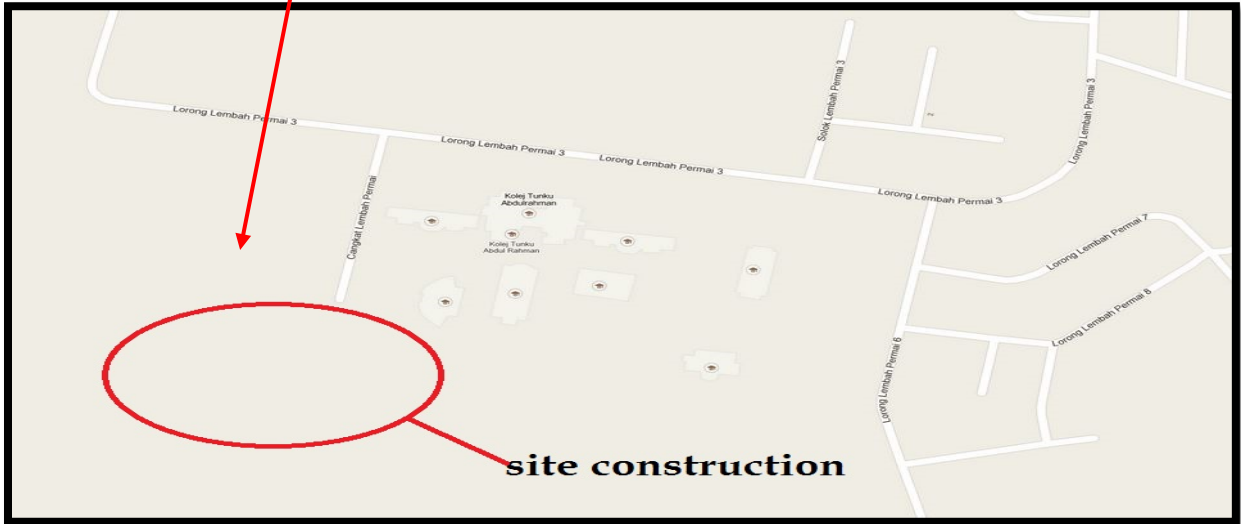 Lorong Lembah Permai 3
Lorong Lembah Permai 3
Lorong Lembah Permai 3
Lorong Lembah Permai 3
Solok Lembah Permai 3
Lorong Lembah Permai 3
Cangkat Lembah Permai
Kolej Tunku
Abdulrahman
Kolej Tunku
Abdul Rahman
Lorong Lembah Permai 7
Lorong Lembah Permai 8
Lorong Lembah Permai 6
site construction